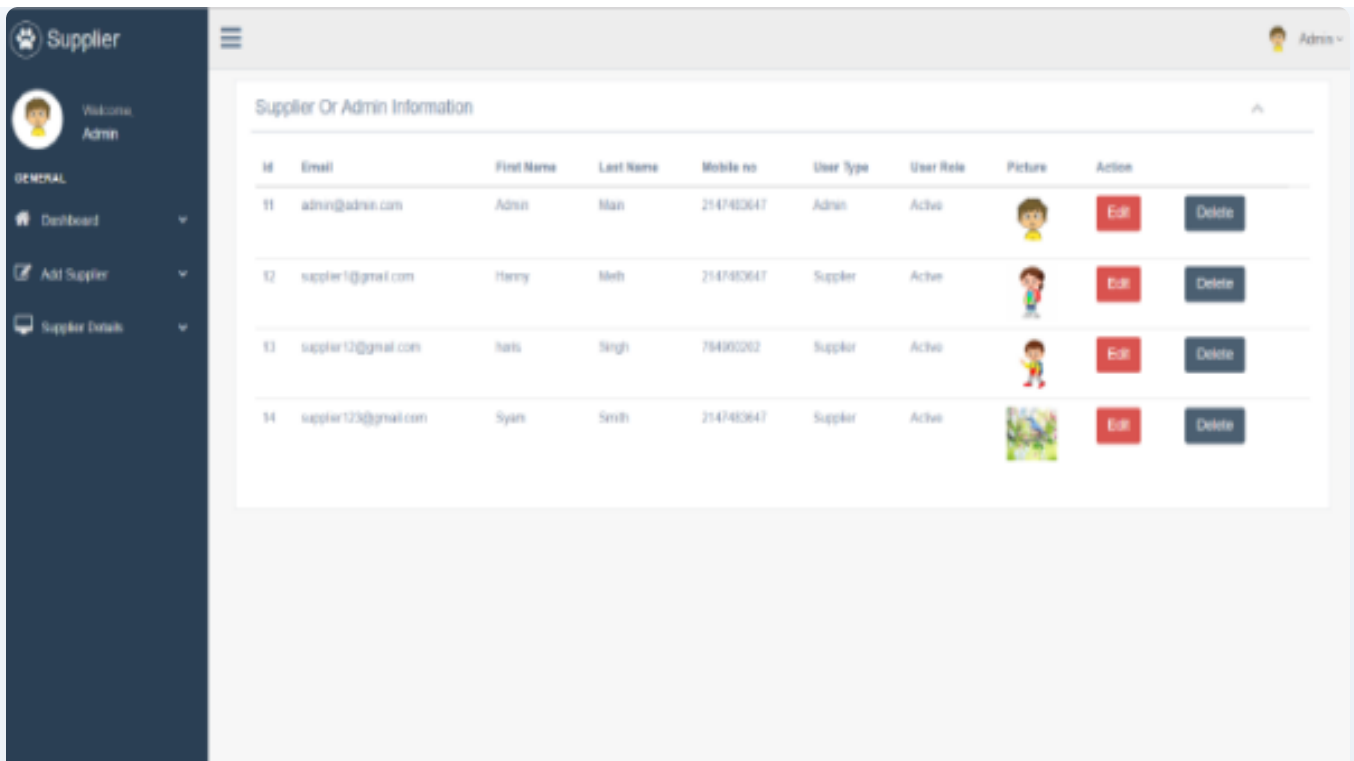 Supplier
Admin
Welcome,
Admin
GENERAL
Dashboard
Add Supplier
Supplier Details
Supplier Or Admin Information
Id Email First Name Last Name Mobile no User Type User Role Picture Action
11 admin@admin.com Admin Main 2147483647 Admin Active Edit Delete
12 supplier1@gmail.com Meth 2147483647 Supplier Active Edit Delete
13 supplier12@gmail.com haris Singh Supplier Active Edit Delete
14 supplier123@gmail.com Syam Smith 2147483647 Supplier Active Edit Delete